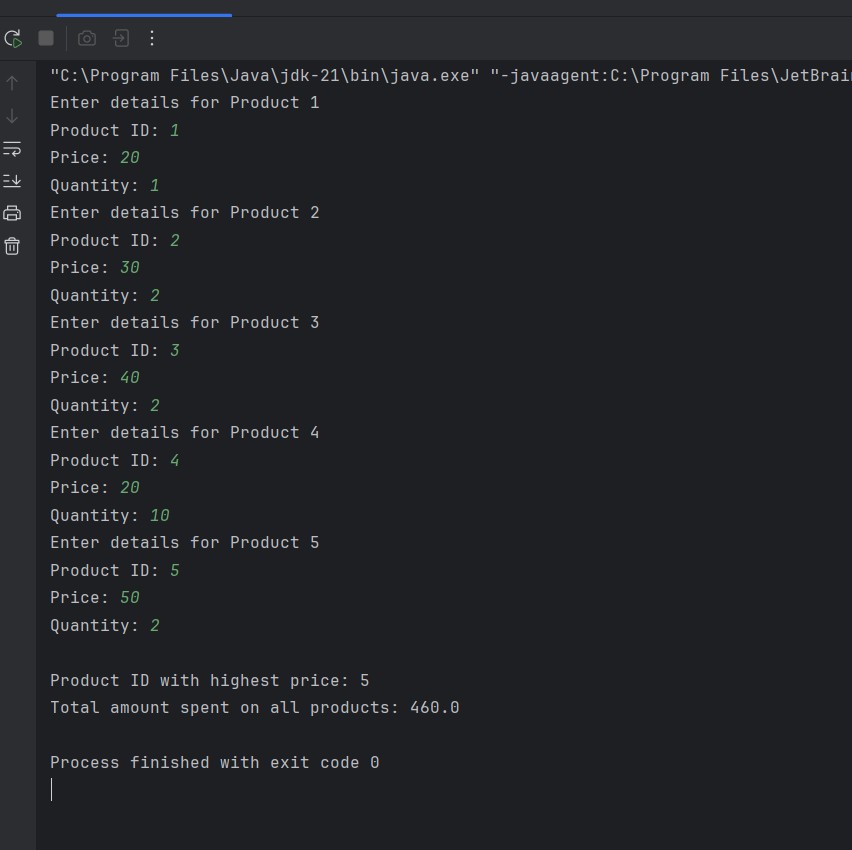 "C:\Program Files\Java\jdk-21\bin\java.exe" "-javaagent:C:\Program Files\JetBrai
Enter details for Product 1
Product ID: 1
Price: 20
Quantity: 1
Enter details for Product 2
Product ID: 2
Price: 30
Quantity: 2
Enter details for Product 3
Product ID: 3
Price: 40
Quantity: 2
Enter details for Product 4
Product ID: 4
Price: 20
Quantity: 10
Enter details for Product 5
Product ID: 5
Price: 50
Quantity: 2
Product ID with highest price: 5
Total amount spent on all products: 460.0
Process finished with exit code 0